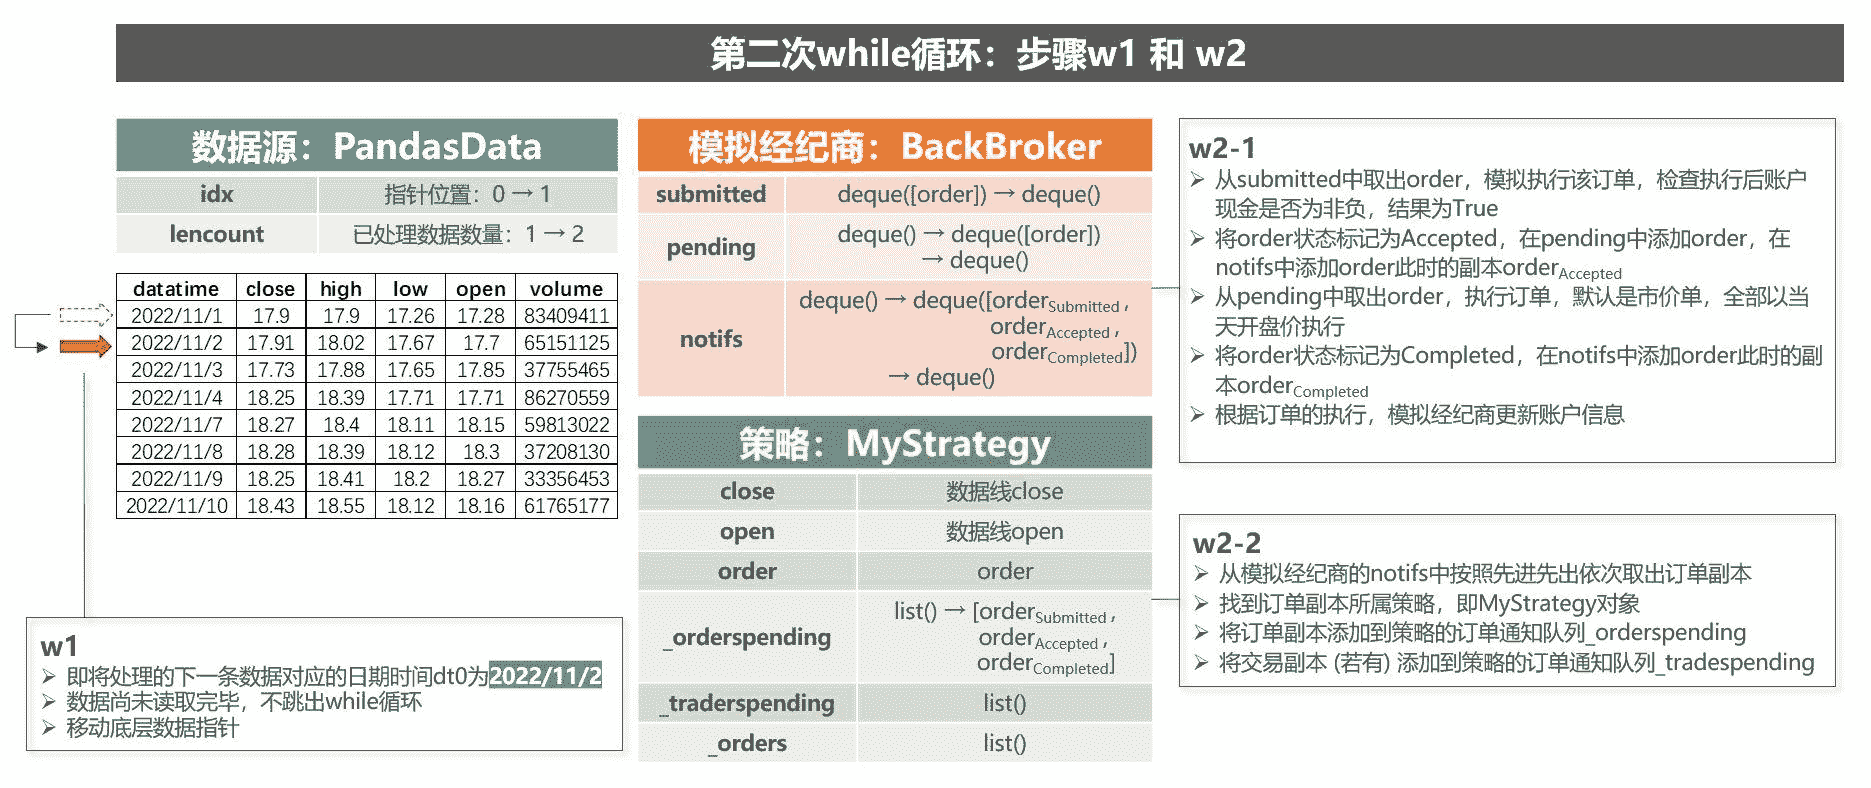 第二次while循环：步骤w1 和 w2
数据源：PandasData
idx 指针位置：0 → 1
lencount 已处理数据数量：1 → 2
datatime close high low open volume
2022/11/1 17.9 17.9 17.26 17.28 83409411
2022/11/2 17.91 18.02 17.67 17.7 65151125
2022/11/3 17.73 17.88 17.65 17.85 37755465
2022/11/4 18.25 18.39 17.71 17.71 86270559
2022/11/7 18.27 18.4 18.11 18.15 59813022
2022/11/8 18.28 18.39 18.12 18.3 37208130
2022/11/9 18.25 18.41 18.2 18.27 33356453
2022/11/10 18.43 18.55 18.12 18.16 61765177
w1
➢ 即将处理的下一条数据对应的日期时间dt0为2022/11/2
➢ 数据尚未读取完毕，不跳出while循环
➢ 移动底层数据指针
模拟经纪商：BackBroker
submitted deque([order]) → deque()
pending deque() → deque([order])
→ deque()
notifs deque() → deque([orderSubmitted ,
orderAccepted ,
orderCompleted])
→ deque()
策略：MyStrategy
close 数据线close
open 数据线open
order order
_orderspending list() → [orderSubmitted ,
orderAccepted ,
orderCompleted]
_traderspending list()
_orders list()
w2-1
➢ 从submitted中取出order，模拟执行该订单，检查执行后账户
现金是否为非负，结果为True
➢ 将order状态标记为Accepted，在pending中添加order，在
notifs中添加order此时的副本orderAccepted
➢ 从pending中取出order，执行订单，默认是市价单，全部以当
天开盘价执行
➢ 将order状态标记为Completed，在notifs中添加order此时的副
本orderCompleted
➢ 根据订单的执行，模拟经纪商更新账户信息
w2-2
➢ 从模拟经纪商的notifs中按照先进先出依次取出订单副本
➢ 找到订单副本所属策略，即MyStrategy对象
➢ 将订单副本添加到策略的订单通知队列_orderspending
➢ 将交易副本 (若有) 添加到策略的订单通知队列_tradespending